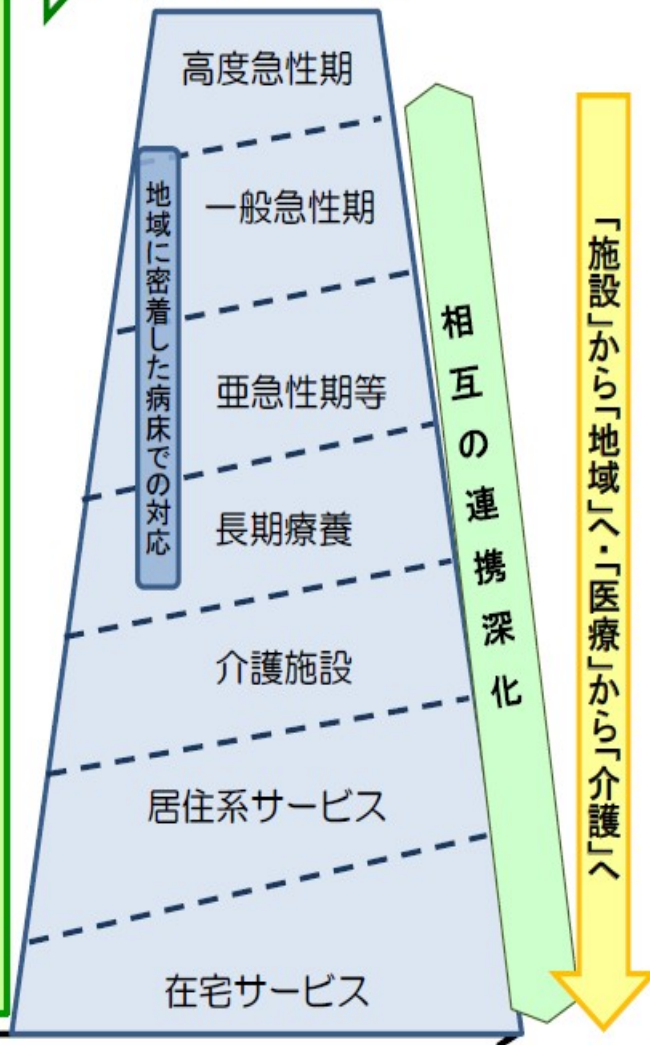 高度急性期
一般急性期
亜急性期等
長期療養
介護施設
居住系サービス
在宅サービス
地域に密着した病床での対応
相互の連携深化
「施設」から「地域」へ・「医療」から「介護」へ